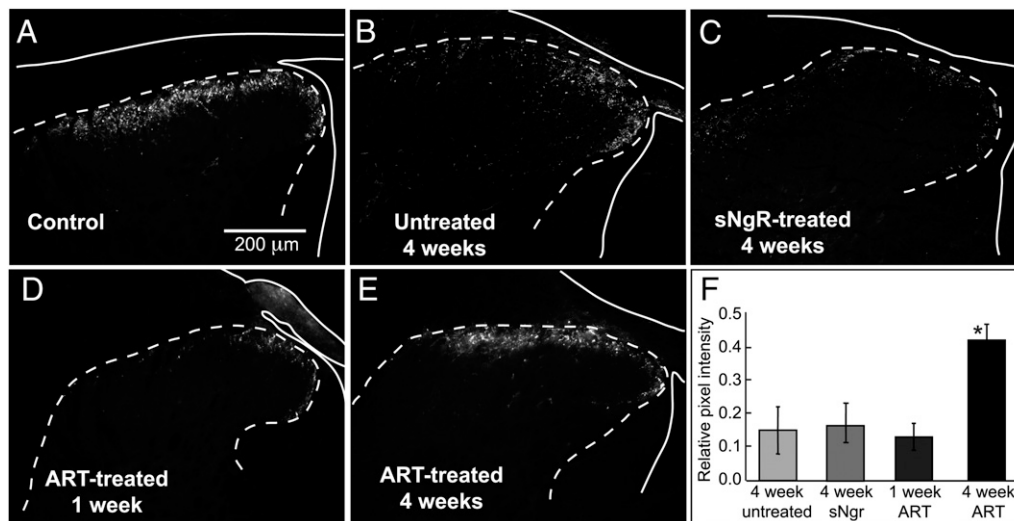 A
Control
200 μm
B
Untreated
4 weeks
C
sNgR-treated
4 weeks
D
ART-treated
1 week
E
ART-treated
4 weeks
F
Relative pixel intensity
0.5
0.4
0.3
0.2
0.1
0.0
*
4 week
untreated
4 week
sNgr
1 week
ART
4 week
ART